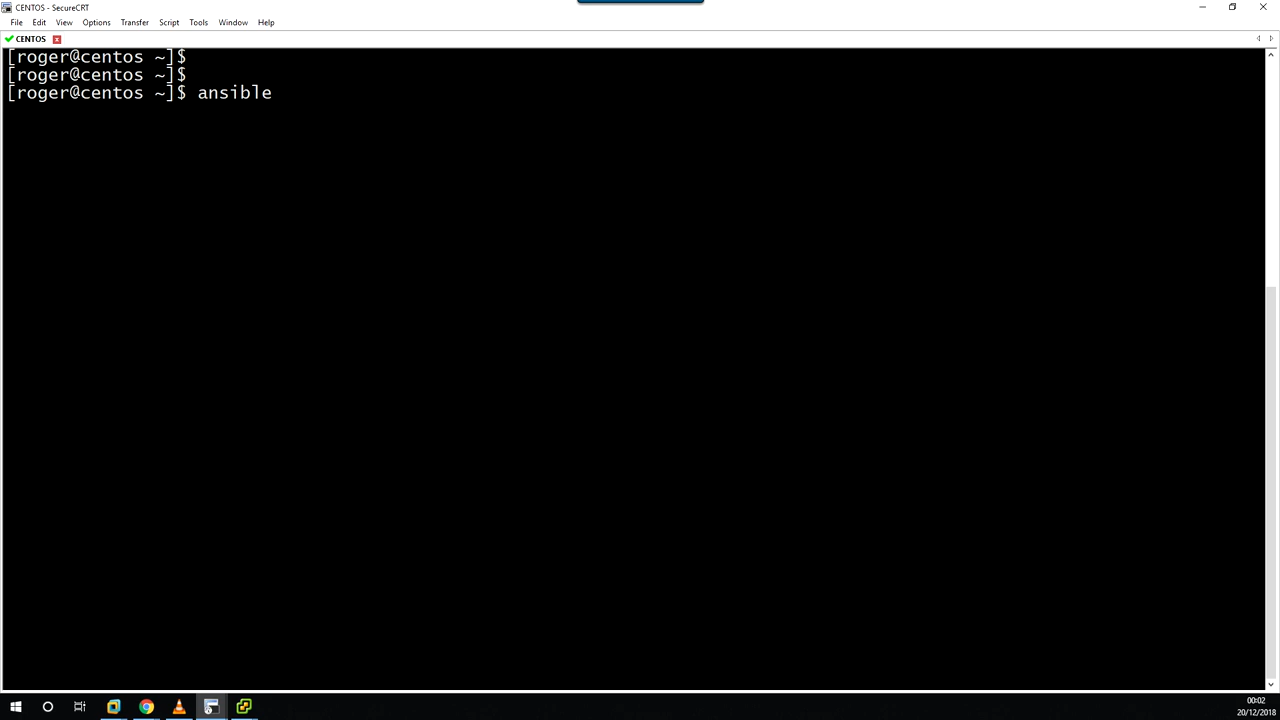 CENTOS - SecureCRT
File Edit View Options Transfer Script Tools Window Help
CENTOS
[roger@centos ~]$
[roger@centos ~]$
[roger@centos ~]$ ansible
00:02
20/12/2018